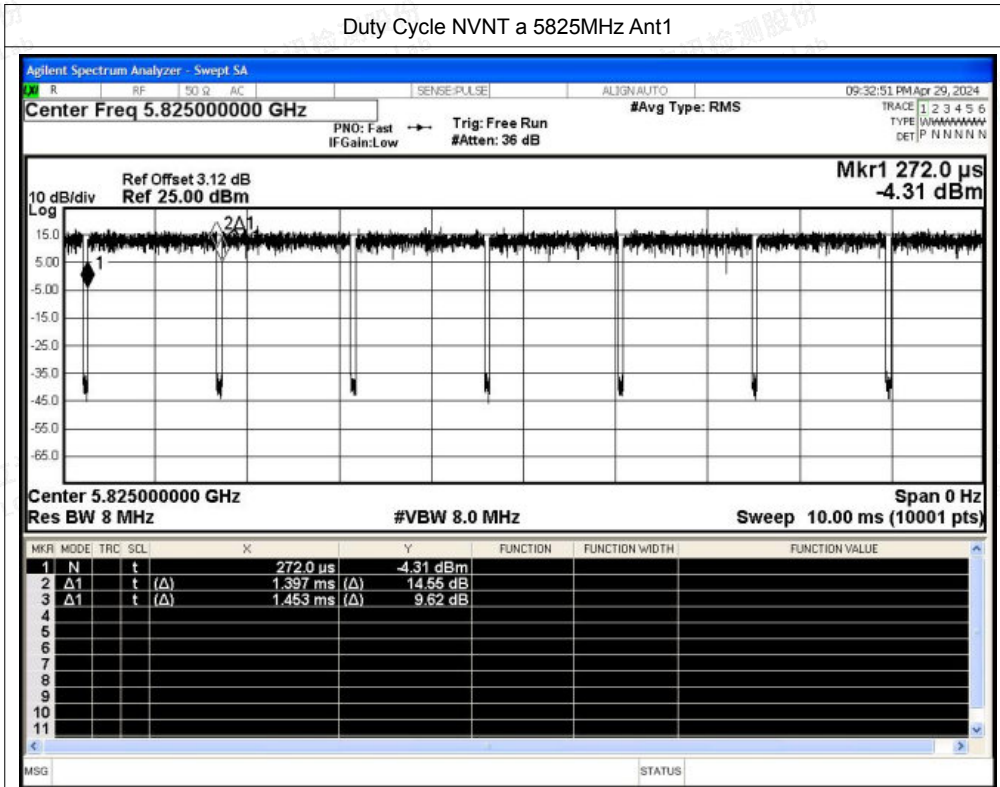 Duty Cycle NVNT a 5825MHz Ant1
Agilent Spectrum Analyzer - Swept SA
R RF 50 Ω AC SENSE:PULSE ALIGN AUTO 09:32:51 PM Apr 29, 2024
Center Freq 5.825000000 GHz #Avg Type: RMS TRACE 1 2 3 4 5 6
PNO: Fast Trig: Free Run TYPE WWWWWW
IFGain:Low #Atten: 36 dB DET P N N N N N
Mkr1 272.0 µs
Ref Offset 3.12 dB
10 dB/div Ref 25.00 dBm -4.31 dBm
Log
2Δ1
15.0
5.00
1
-5.00
-15.0
-25.0
-35.0
-45.0
-55.0
-65.0
Center 5.825000000 GHz Span 0 Hz
Res BW 8 MHz #VBW 8.0 MHz Sweep 10.00 ms (10001 pts)
MKR MODE TRC SCL X Y FUNCTION FUNCTION WIDTH FUNCTION VALUE
1 N t 272.0 µs -4.31 dBm
2 Δ1 t (Δ) 1.397 ms (Δ) 14.55 dB
3 Δ1 t (Δ) 1.453 ms (Δ) 9.62 dB
4
5
6
7
8
9
10
11
MSG STATUS